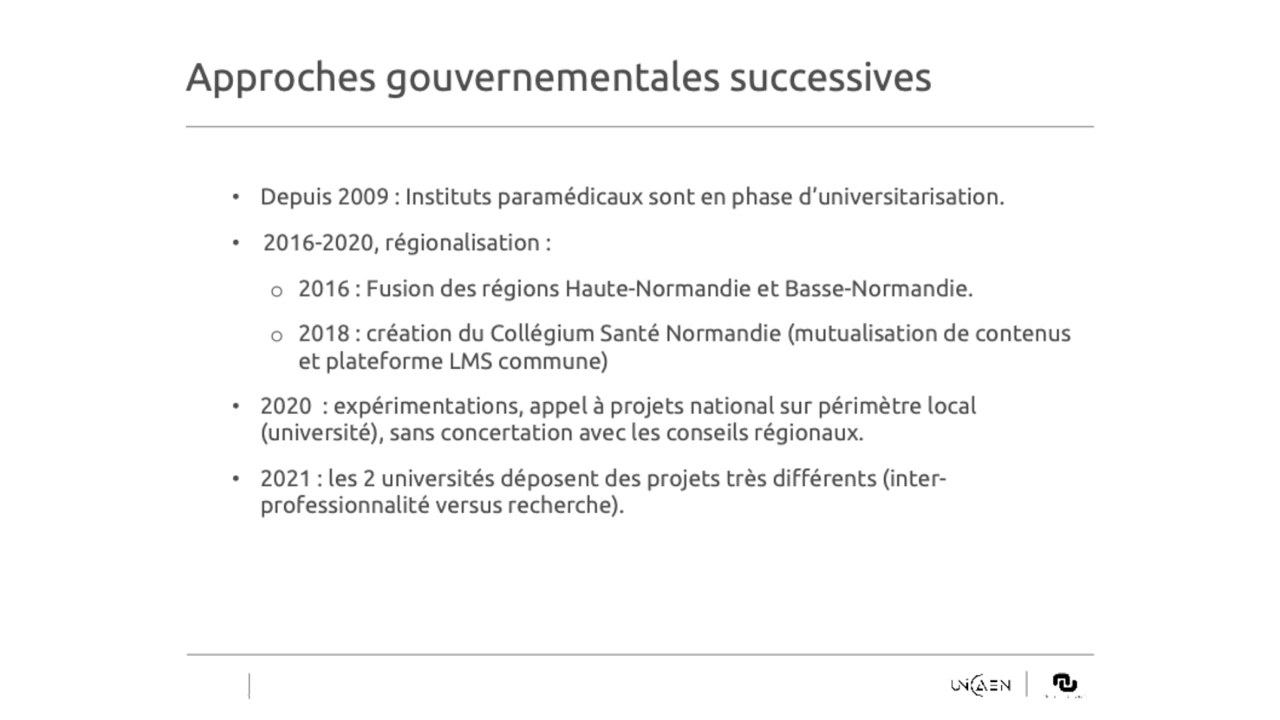 Approches gouvernementales successives
• Depuis 2009 : Instituts paramédicaux sont en phase d’universitarisation.
• 2016-2020, régionalisation :
o 2016 : Fusion des régions Haute-Normandie et Basse-Normandie.
o 2018 : création du Collégium Santé Normandie (mutualisation de contenus
et plateforme LMS commune)
• 2020 : expérimentations, appel à projets national sur périmètre local
(université), sans concertation avec les conseils régionaux.
• 2021 : les 2 universités déposent des projets très différents (inter-
professionnalité versus recherche).
UNICAEN